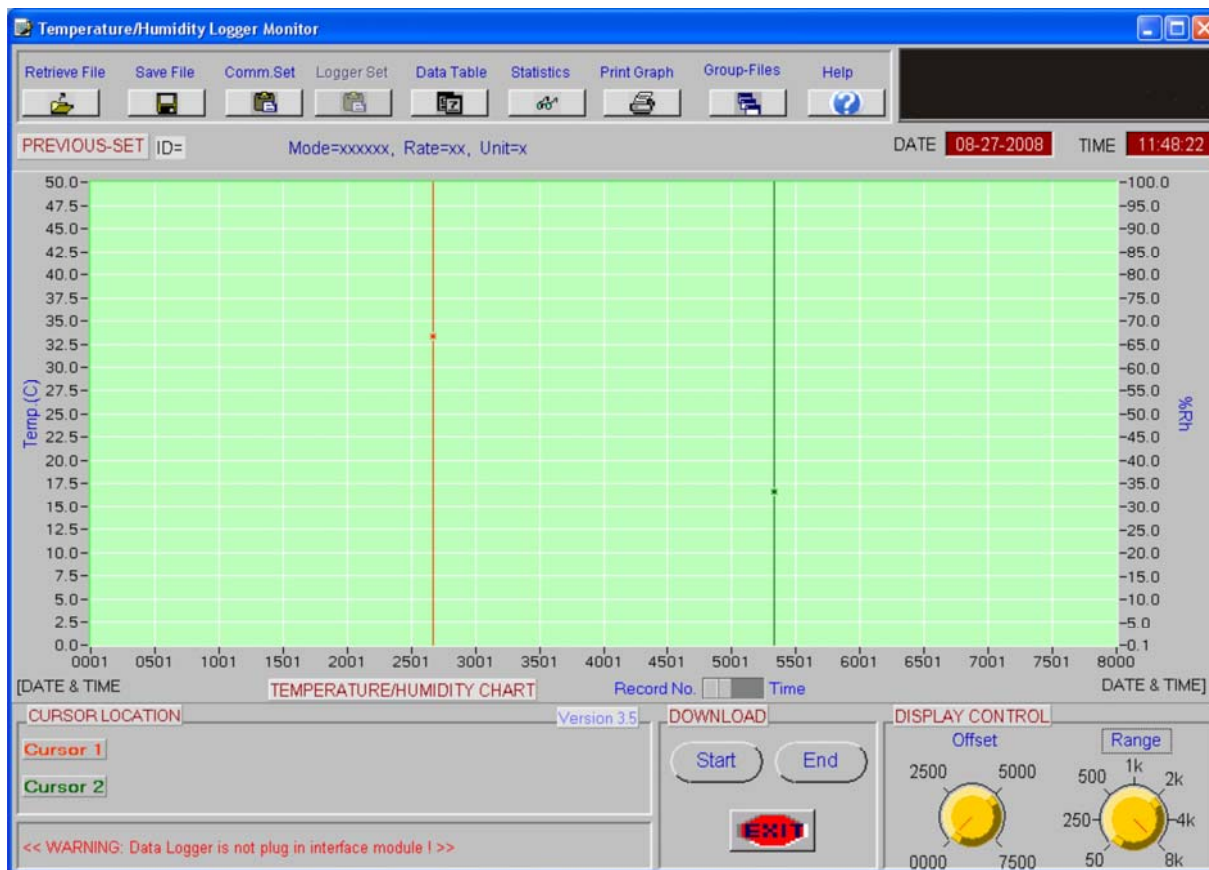 Temperature/Humidity Logger Monitor
Retrieve File Save File Comm.Set Logger Set Data Table Statistics Print Graph Group-Files Help
PREVIOUS-SET ID= Mode=xxxxxx, Rate=xx, Unit=x DATE 08-27-2008 TIME 11:48:22
50.0 100.0
47.5 95.0
45.0 90.0
42.5 85.0
40.0 80.0
37.5 75.0
35.0 70.0
32.5 65.0
30.0 60.0
27.5 55.0
25.0 50.0
22.5 45.0
20.0 40.0
17.5 35.0
15.0 30.0
12.5 25.0
10.0 20.0
7.5 15.0
5.0 10.0
2.5 5.0
0.0 0.1
Temp.(C)
%Rh
0001 0501 1001 1501 2001 2501 3001 3501 4001 4501 5001 5501 6001 6501 7001 7501 8000
[DATE & TIME TEMPERATURE/HUMIDITY CHART Record No. Time DATE & TIME]
CURSOR LOCATION Version 3.5
Cursor 1
Cursor 2
<< WARNING: Data Logger is not plug in interface module ! >>
DOWNLOAD
Start End
EXIT
DISPLAY CONTROL
Offset
2500 5000
0000 7500
Range
500 1k 2k
250 4k
50 8k